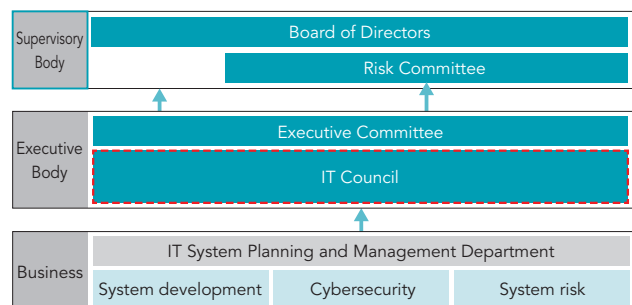 Supervisory
Body
Board of Directors
Risk Committee
Executive
Body
Executive Committee
IT Council
Business
IT System Planning and Management Department
System development
Cybersecurity
System risk